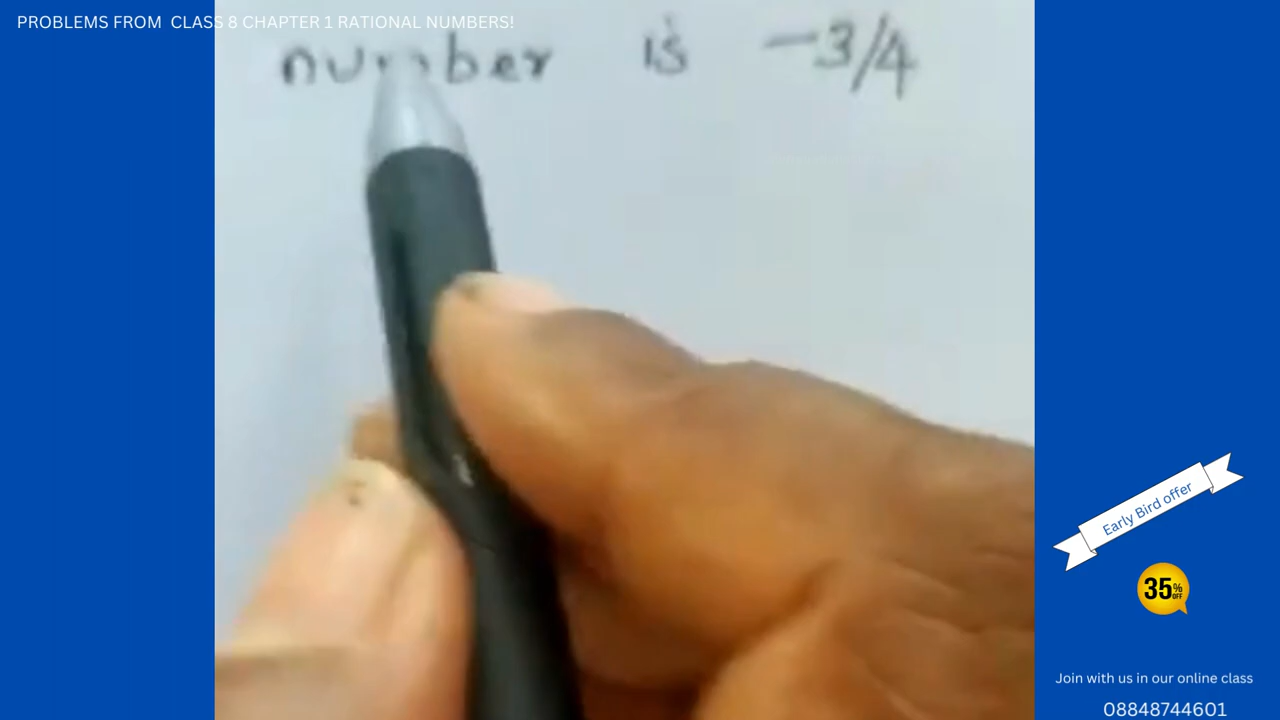 PROBLEMS FROM CLASS 8 CHAPTER 1 RATIONAL NUMBERS!
number is -3/4
Early Bird offer
35% OFF
Join with us in our online class
08848744601